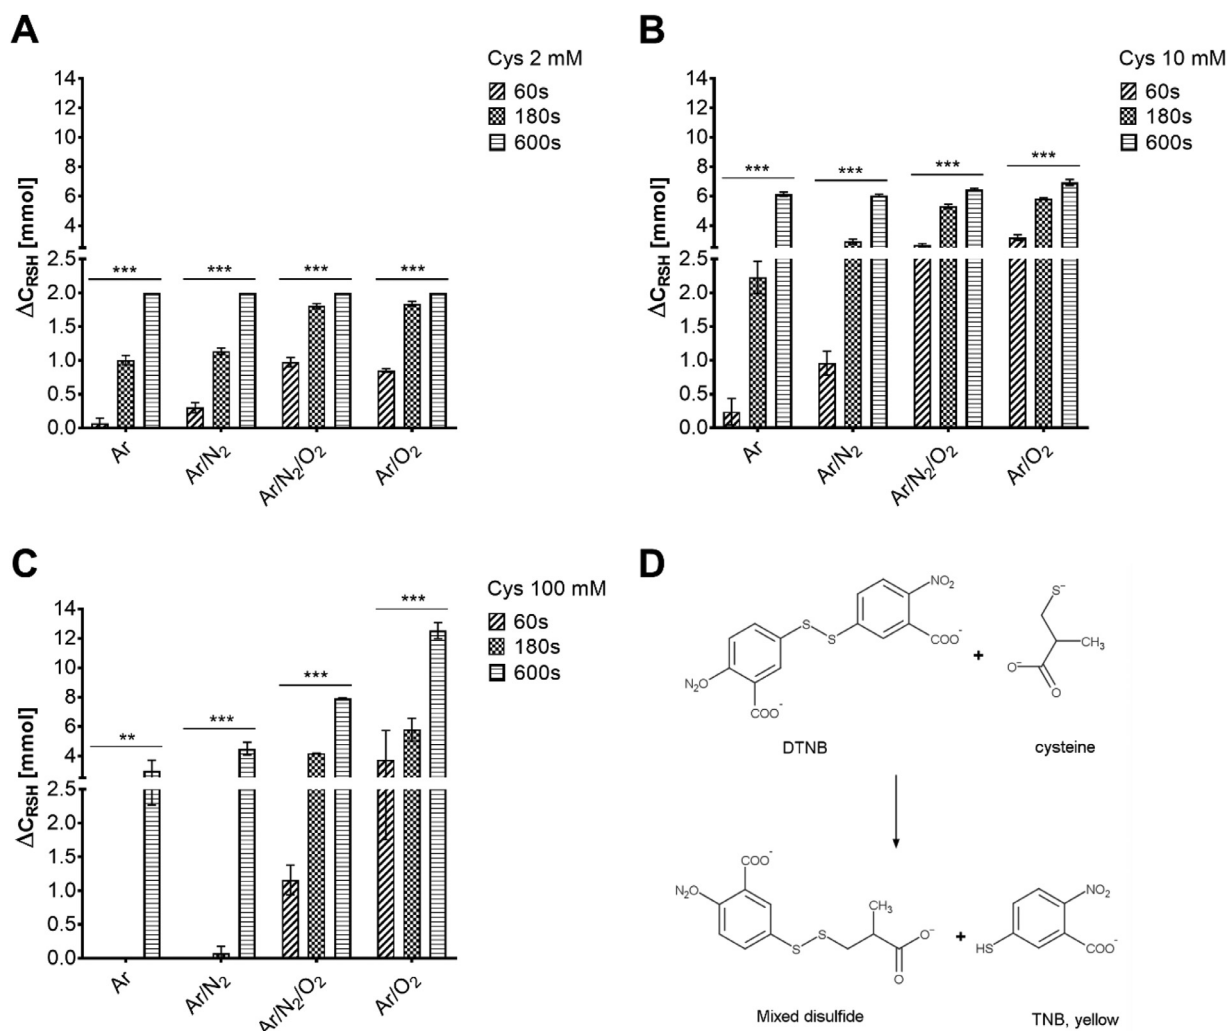 A
Cys 2 mM
60s
180s
600s
14
12
10
8
6
4
2.5
2.0
1.5
1.0
0.5
0.0
ΔC_RSH [mmol]
***
***
***
***
Ar
Ar/N₂
Ar/N₂/O₂
Ar/O₂
B
Cys 10 mM
60s
180s
600s
14
12
10
8
6
4
2.5
2.0
1.5
1.0
0.5
0.0
ΔC_RSH [mmol]
***
***
***
***
Ar
Ar/N₂
Ar/N₂/O₂
Ar/O₂
C
Cys 100 mM
60s
180s
600s
14
12
10
8
6
4
2.5
2.0
1.5
1.0
0.5
0.0
ΔC_RSH [mmol]
**
***
***
***
Ar
Ar/N₂
Ar/N₂/O₂
Ar/O₂
D
NO₂
COO⁻
S
S
N₂O
COO⁻
DTNB
+
S⁻
CH₃
O⁻
O
cysteine
COO⁻
N₂O
S
S
CH₃
O⁻
O
Mixed disulfide
+
NO₂
HS
COO⁻
TNB, yellow